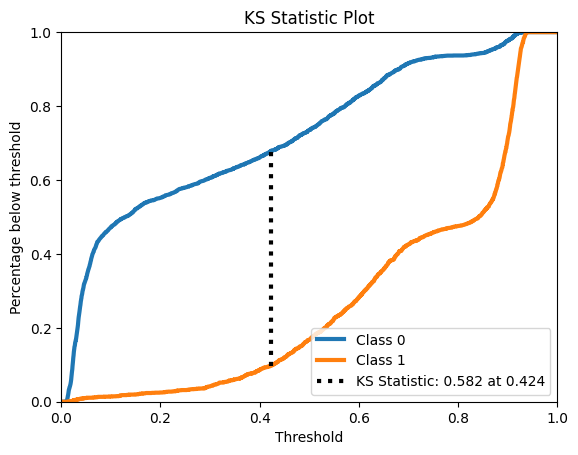 KS Statistic Plot
1.0
0.8
0.6
0.4
0.2
0.0
Percentage below threshold
0.0 0.2 0.4 0.6 0.8 1.0
Threshold
Class 0
Class 1
KS Statistic: 0.582 at 0.424